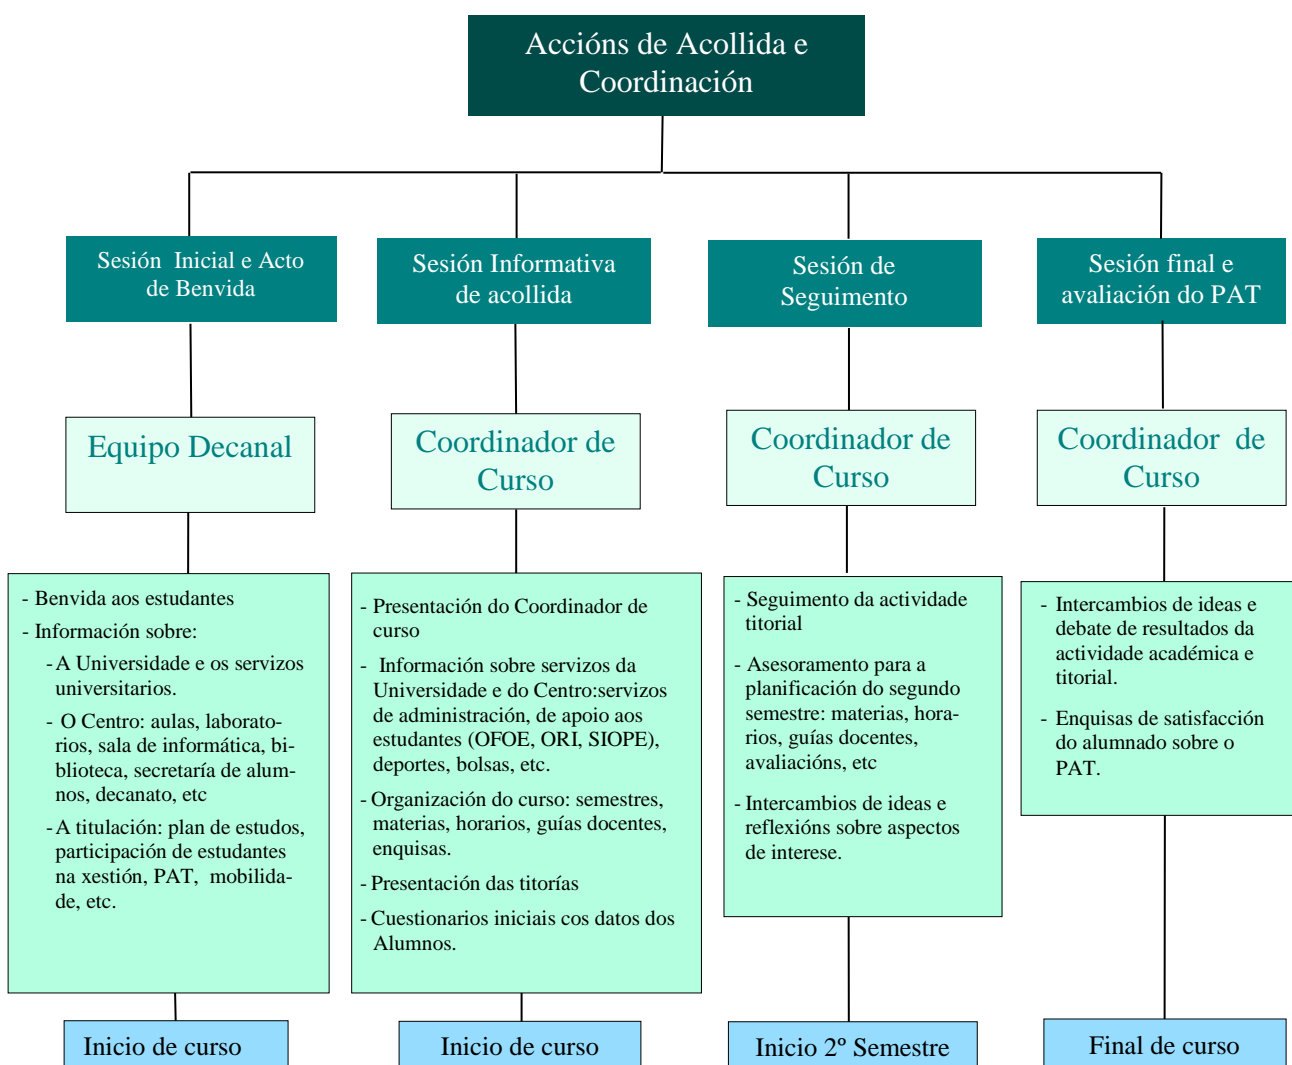 Accións de Acollida e
Coordinación
Sesión Inicial e Acto
de Benvida
Sesión Informativa
de acollida
Sesión de
Seguimento
Sesión final e
avaliación do PAT
Equipo Decanal
Coordinador de
Curso
Coordinador de
Curso
Coordinador de
Curso
- Benvida aos estudantes
- Información sobre:
- A Universidade e os servizos
universitarios.
- O Centro: aulas, laborato-
rios, sala de informática, bi-
blioteca, secretaría de alum-
nos, decanato, etc
- A titulación: plan de estudos,
participación de estudantes
na xestión, PAT, mobilida-
de, etc.
- Presentación do Coordinador de
curso
- Información sobre servizos da
Universidade e do Centro:servizos
de administración, de apoio aos
estudantes (OFOE, ORI, SIOPE),
deportes, bolsas, etc.
- Organización do curso: semestres,
materias, horarios, guías docentes,
enquisas.
- Presentación das titorías
- Cuestionarios iniciais cos datos dos
Alumnos.
- Seguimento da actividade
titorial
- Asesoramento para a
planificación do segundo
semestre: materias, hora-
rios, guías docentes,
avaliacións, etc
- Intercambios de ideas e
reflexións sobre aspectos
de interese.
- Intercambios de ideas e
debate de resultados da
actividade académica e
titorial.
- Enquisas de satisfacción
do alumnado sobre o
PAT.
Inicio de curso
Inicio de curso
Inicio 2º Semestre
Final de curso